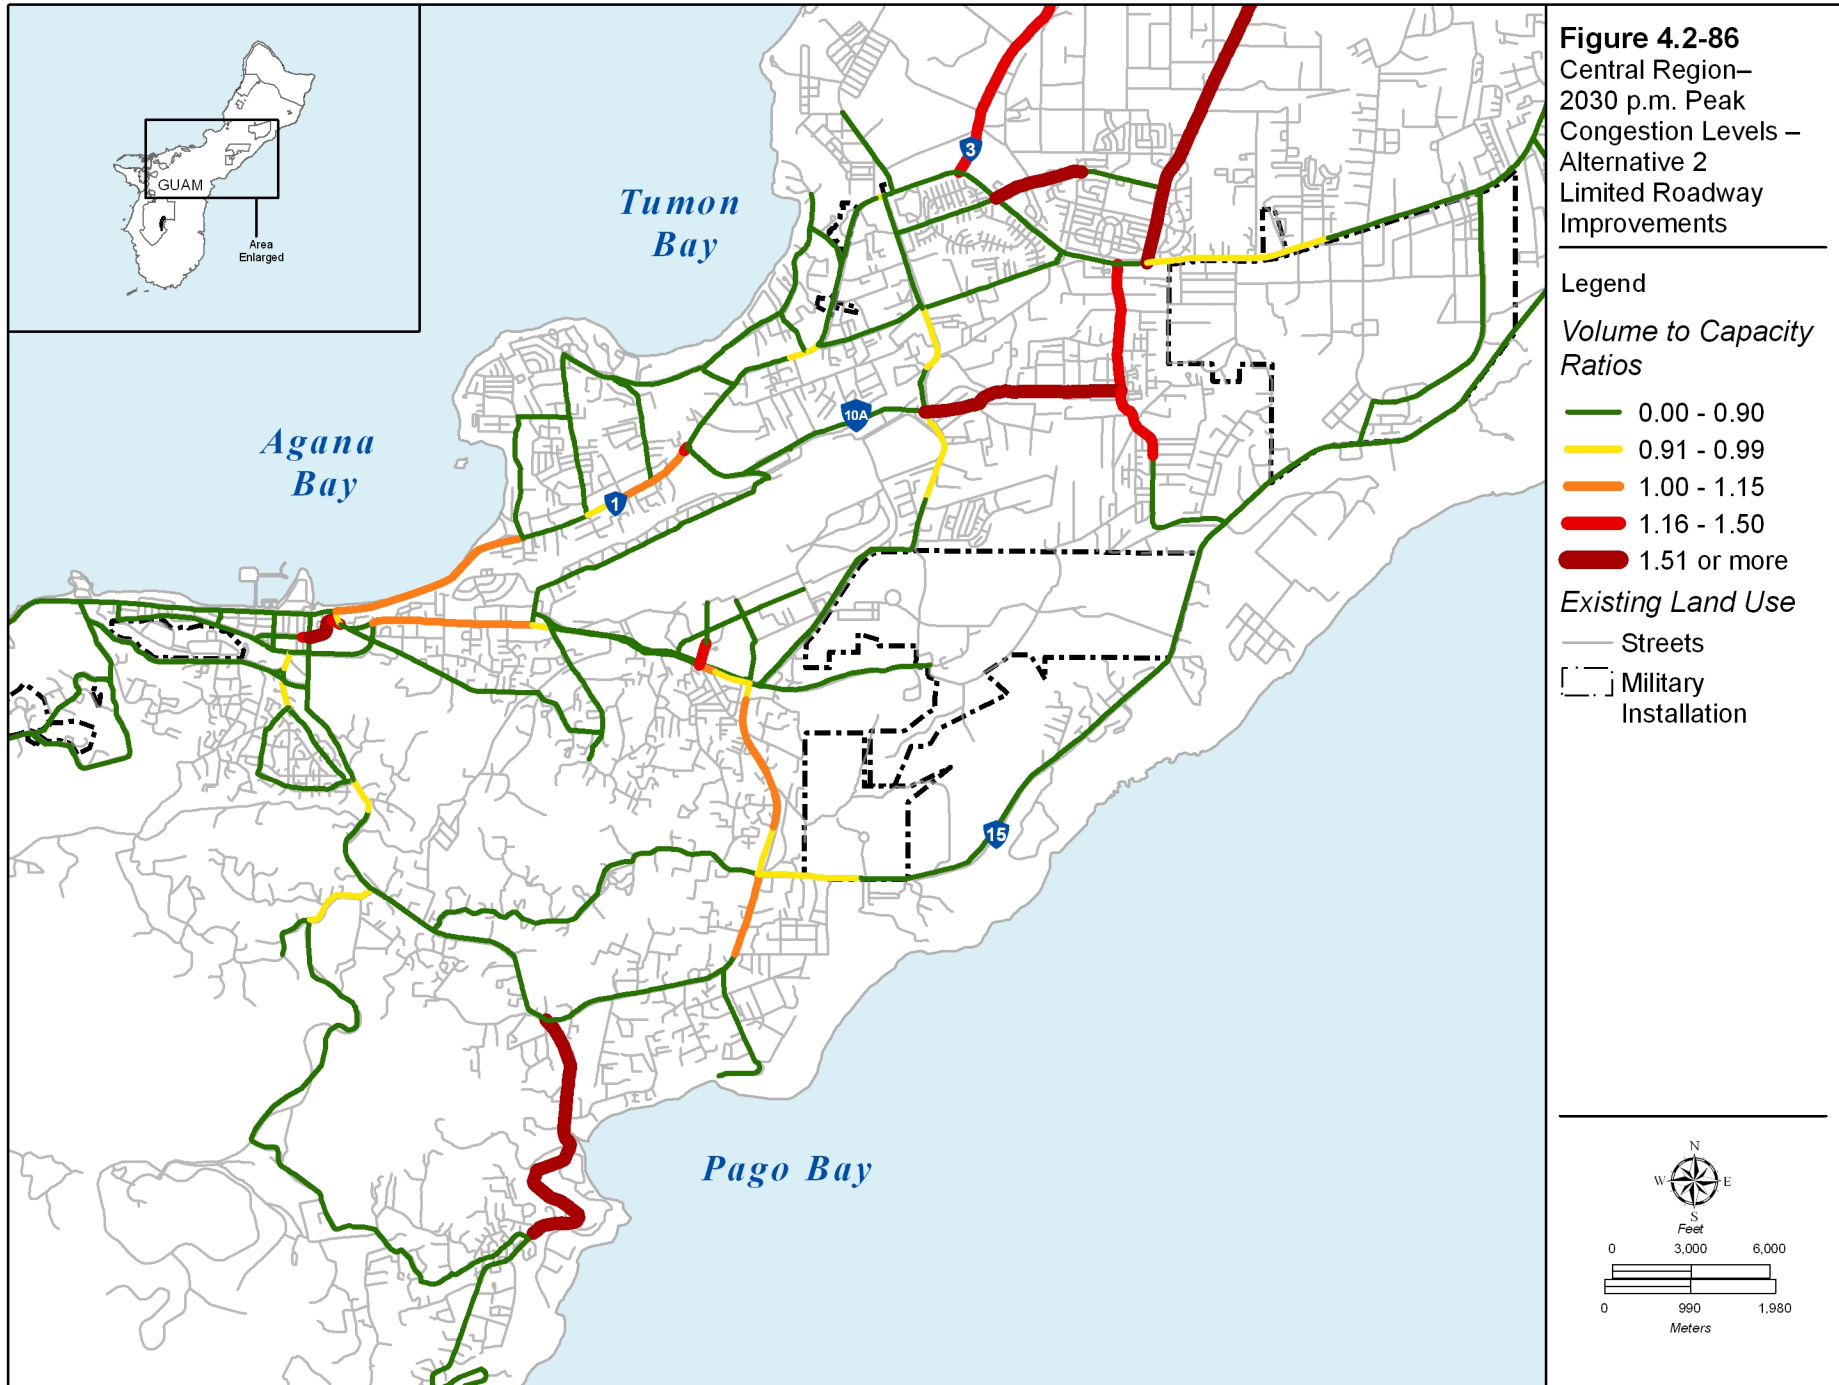 GUAM
Area
Enlarged
Tumon
Bay
Agana
Bay
Pago Bay
3
10A
1
15
Figure 4.2-86
Central Region–
2030 p.m. Peak
Congestion Levels –
Alternative 2
Limited Roadway
Improvements
Legend
Volume to Capacity
Ratios
0.00 - 0.90
0.91 - 0.99
1.00 - 1.15
1.16 - 1.50
1.51 or more
Existing Land Use
Streets
Military
Installation
N
W E
S
Feet
0 3,000 6,000
0 990 1,980
Meters